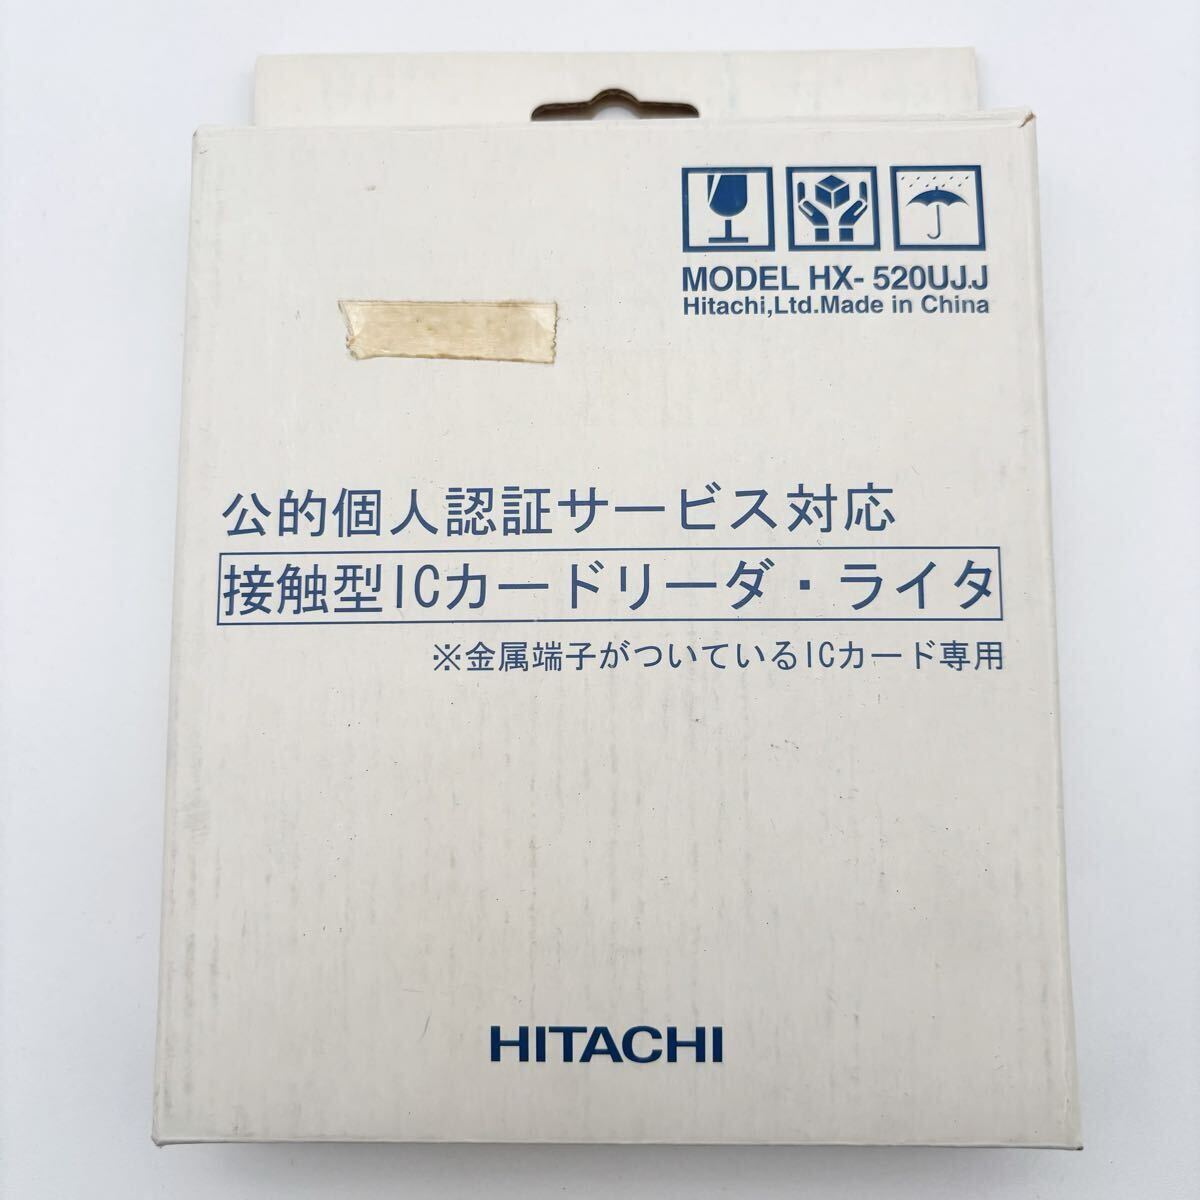 MODEL HX- 520UJ.J
Hitachi,Ltd.Made in China
公的個人認証サービス対応
接触型ICカードリーダ・ライタ
※金属端子がついているICカード専用
HITACHI